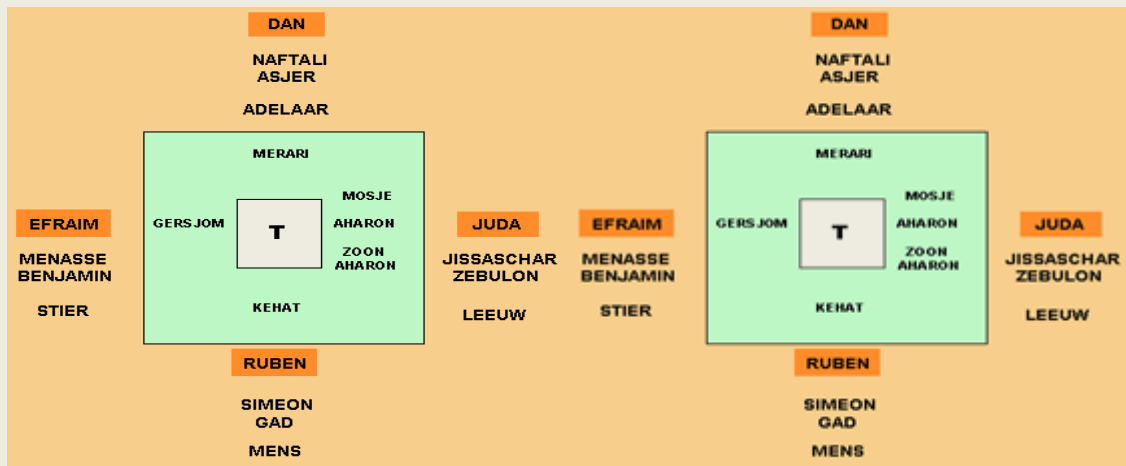 DAN
NAFTALI
ASJER
ADELAAR
MERARI
MOSJE
EFRAIM
GERSJOM
T
AHARON
JUDA
MENASSE
BENJAMIN
ZOON
AHARON
JISSASCHAR
ZEBULON
STIER
KEHAT
LEEUW
RUBEN
SIMEON
GAD
MENS
DAN
NAFTALI
ASJER
ADELAAR
MERARI
MOSJE
EFRAIM
GERSJOM
T
AHARON
JUDA
MENASSE
BENJAMIN
ZOON
AHARON
JISSASCHAR
ZEBULON
STIER
KEHAT
LEEUW
RUBEN
SIMEON
GAD
MENS